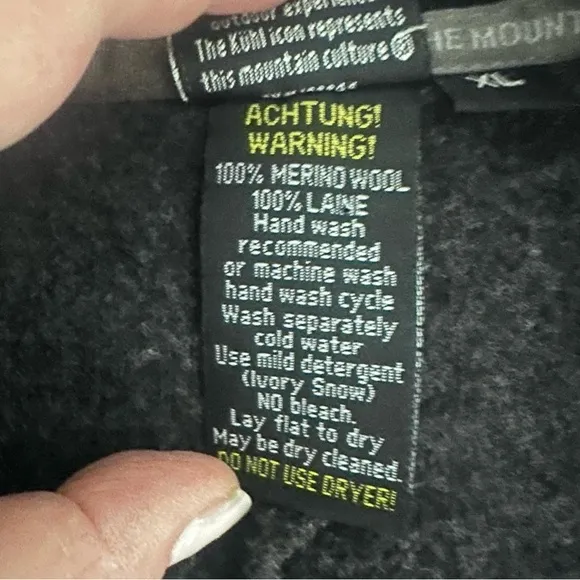 outdoor
The Kühl icon represents
this mountain culture®
HE MOUNT
XL
ACHTUNG!
WARNING!
100% MERINO WOOL
100% LAINE
Hand wash
recommended
or machine wash
hand wash cycle
Wash separately
cold water
Use mild detergent
(Ivory Snow)
NO bleach.
Lay flat to dry
May be dry cleaned.
DO NOT USE DRYER!